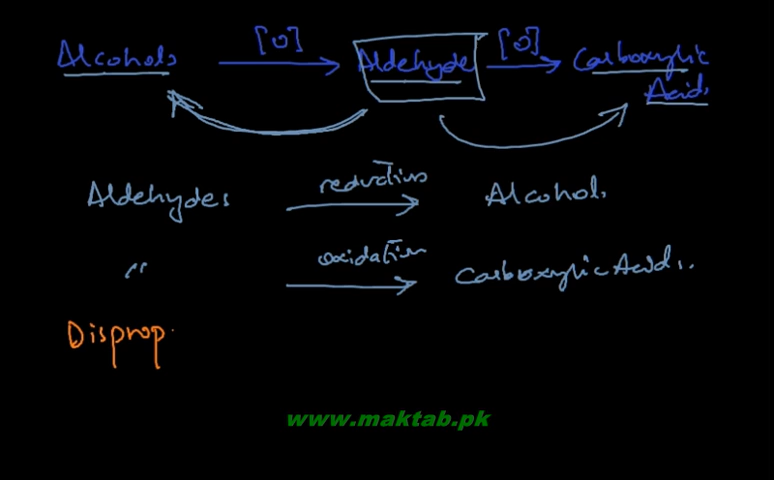 Alcohols [O] Aldehyde [O] Carboxylic
Acid.
Aldehydes reduction Alcohol.
" oxidation Carboxylic Acid..
Disprop.
www.maktab.pk